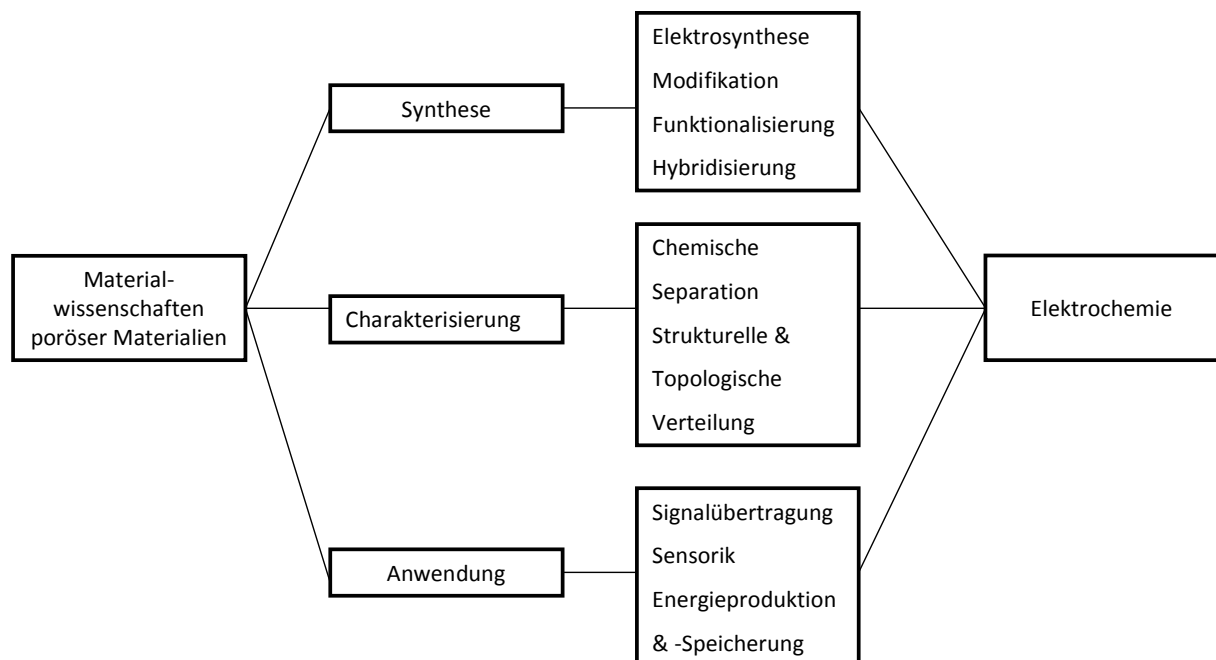 Material-
wissenschaften
poröser Materialien
Synthese
Charakterisierung
Anwendung
Elektrosynthese
Modifikation
Funktionalisierung
Hybridisierung
Chemische
Separation
Strukturelle &
Topologische
Verteilung
Signalübertragung
Sensorik
Energieproduktion
& -Speicherung
Elektrochemie